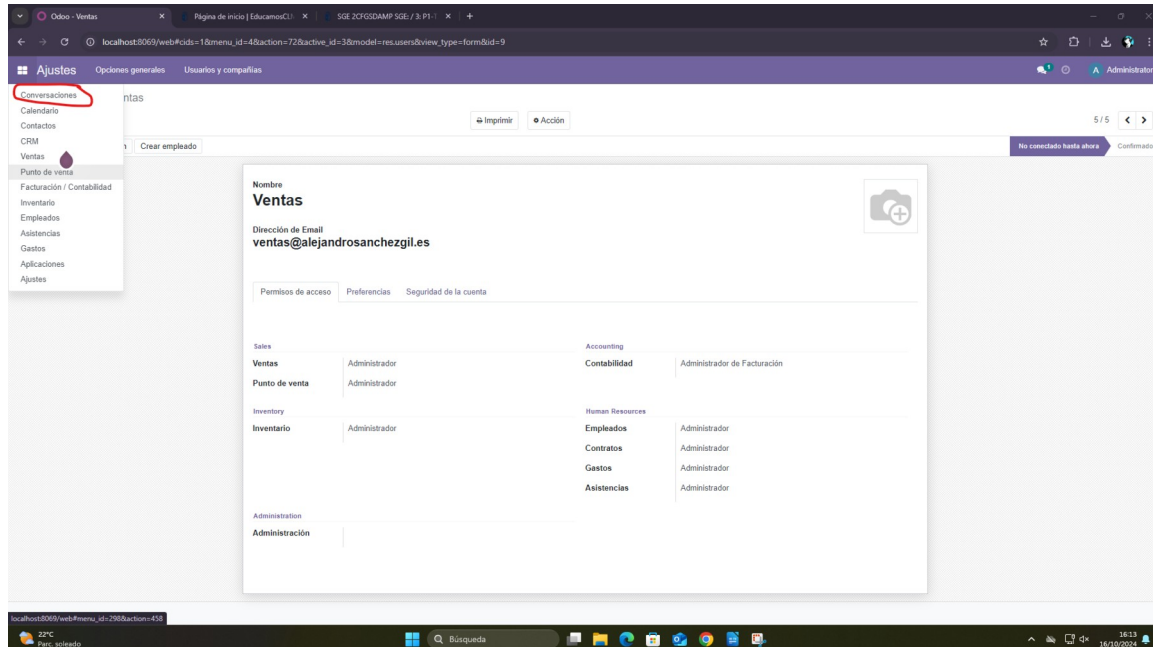 Odoo - Ventas
Página de inicio | EducamosCL
SGE 2CFGSDAMP SGE: / 3: P1-
localhost:8069/web#cids=1&menu_id=4&action=72&active_id=3&model=res.users&view_type=form&id=9
Ajustes Opciones generales Usuarios y compañías
1 A Administrator
Conversaciones
ntas
Calendario
Contactos
CRM
Ventas
Punto de venta
Facturación / Contabilidad
Inventario
Empleados
Asistencias
Gastos
Aplicaciones
Ajustes
Imprimir Acción
5 / 5
n Crear empleado
No conectado hasta ahora Confirmado
Nombre
Ventas
Dirección de Email
ventas@alejandrosanchezgil.es
Permisos de acceso Preferencias Seguridad de la cuenta
Sales
Ventas Administrador
Punto de venta Administrador
Accounting
Contabilidad Administrador de Facturación
Inventory
Inventario Administrador
Human Resources
Empleados Administrador
Contratos Administrador
Gastos Administrador
Asistencias Administrador
Administration
Administración
localhost:8069/web#menu_id=298&action=458
22°C
Parc. soleado
Búsqueda
16:13
16/10/2024